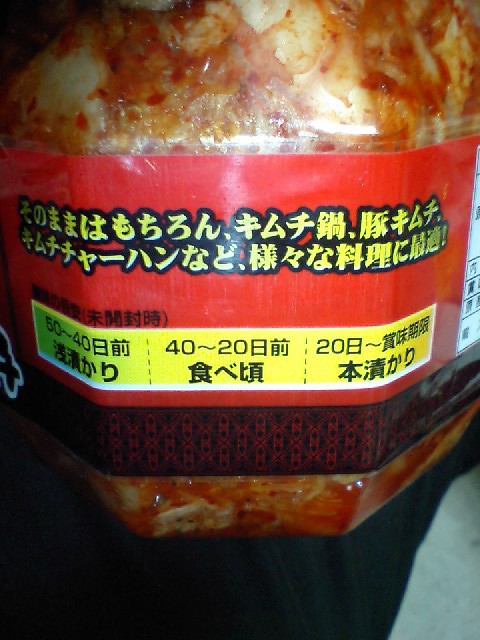 そのままはもちろん、キムチ鍋、豚キムチ、
キムチチャーハンなど、様々な料理に最適!
(未開封時)
60〜40日前 40〜20日前 20日〜賞味期限
浅漬かり 食べ頃 本漬かり